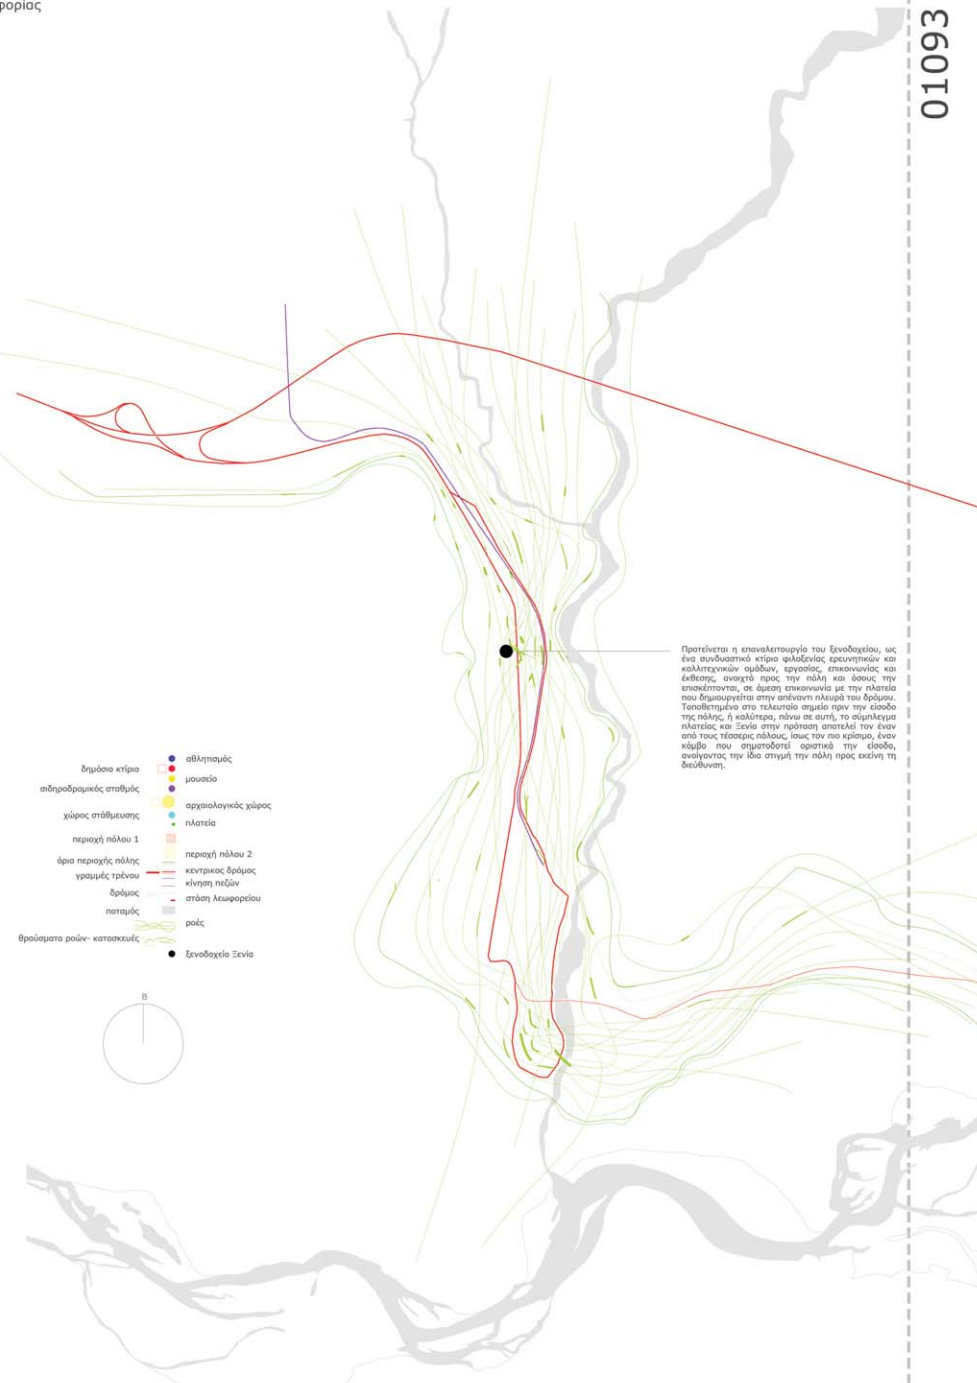 φορίας
01093
Προτείνεται η επαναλειτουργία του ξενοδοχείου, ως
ένα συνδυαστικό κτίριο φιλοξενίας ερευνητικών και
καλλιτεχνικών ομάδων, εργασίας, επικοινωνίας και
έκθεσης, ανοιχτό προς την πόλη και όσους την
επισκέπτονται, σε άμεση επικοινωνία με την πλατεία
που δημιουργείται στην απέναντι πλευρά του δρόμου.
Τοποθετημένο στο τελευταίο σημείο πριν την είσοδο
της πόλης, ή καλύτερα, πάνω σε αυτή, το σύμπλεγμα
πλατείας και Ξενία στην πρόταση αποτελεί τον έναν
από τους τέσσερις πόλους, ίσως τον πιο κρίσιμο, έναν
κόμβο που σηματοδοτεί οριστικά την είσοδο,
ανοίγοντας την ίδια στιγμή την πόλη προς εκείνη τη
διεύθυνση.
αθλητισμός
δημόσιο κτίριο
μουσείο
σιδηροδρομικός σταθμός
αρχαιολογικός χώρος
χώρος στάθμευσης
πλατεία
περιοχή πόλου 1
περιοχή πόλου 2
όρια περιοχής πόλης
κεντρικος δρόμος
γραμμές τρένου
κίνηση πεζών
δρόμος
στάση λεωφορείου
ποταμός
ροές
θραύσματα ροών- κατασκευές
ξενοδοχείο Ξενία
Β